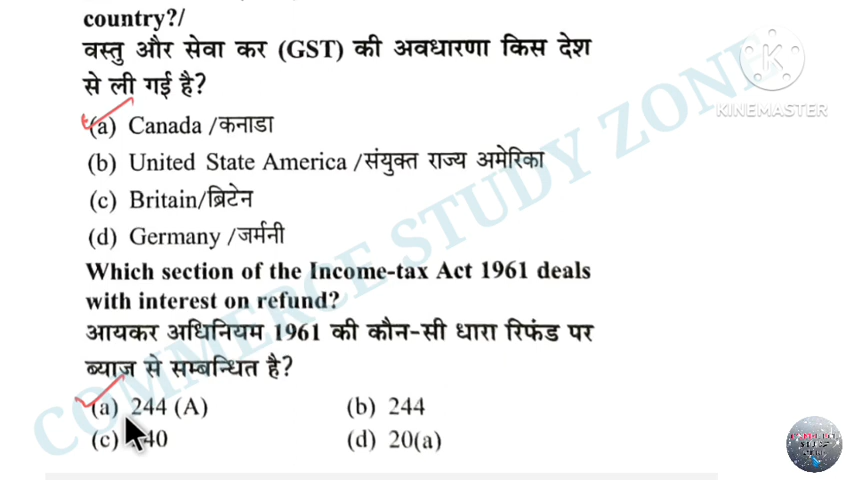 country?/
वस्तु और सेवा कर (GST) की अवधारणा किस देश
से ली गई है?
(a) Canada /कनाडा
(b) United State America /संयुक्त राज्य अमेरिका
(c) Britain/ब्रिटेन
(d) Germany /जर्मनी
Which section of the Income-tax Act 1961 deals
with interest on refund?
आयकर अधिनियम 1961 की कौन-सी धारा रिफंड पर
ब्याज से सम्बन्धित है?
(a) 244 (A) (b) 244
(c) 40 (d) 20(a)
COMMERCE STUDY ZONE
KINEMASTER